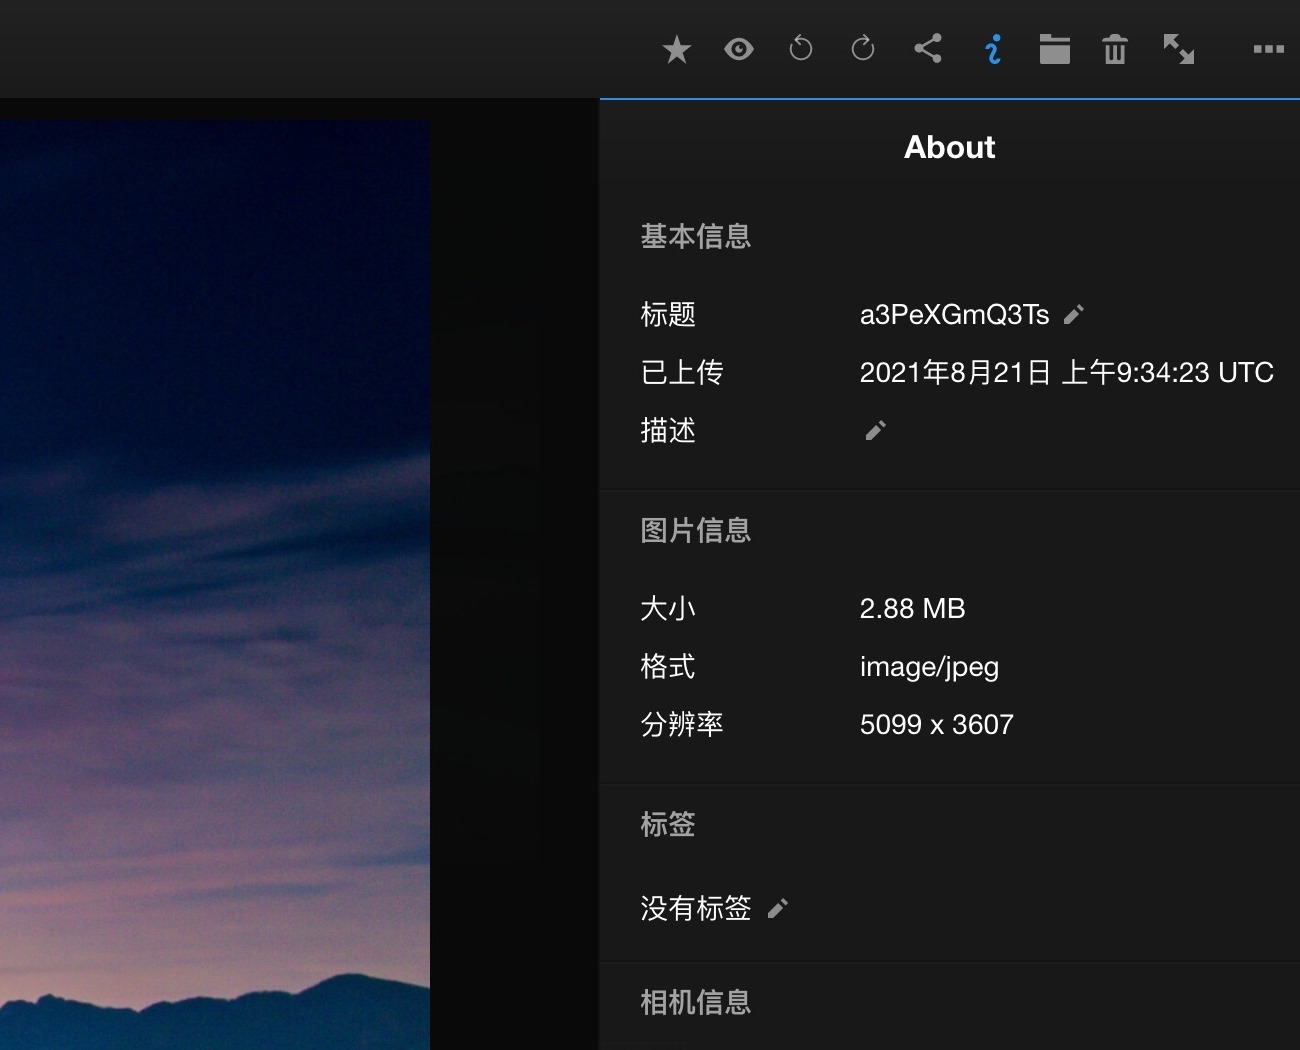 About
基本信息
标题 a3PeXGmQ3Ts
已上传 2021年8月21日 上午9:34:23 UTC
描述
图片信息
大小 2.88 MB
格式 image/jpeg
分辨率 5099 x 3607
标签
没有标签
相机信息